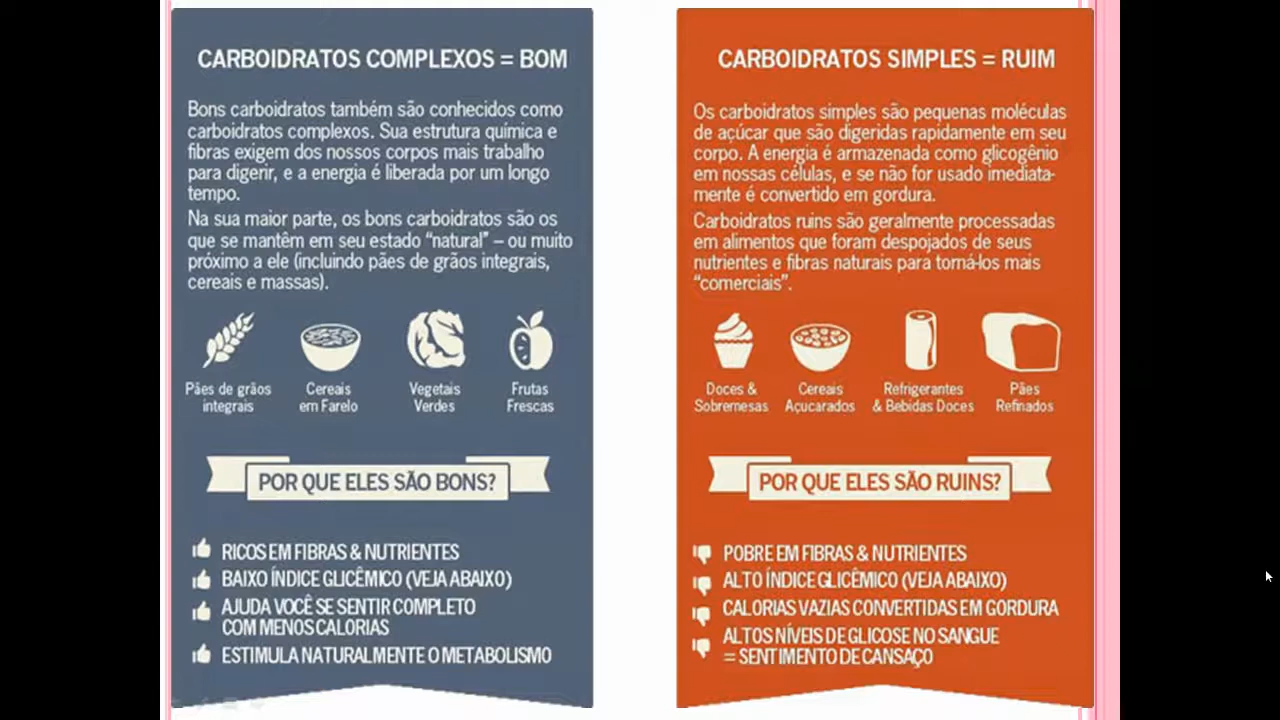 CARBOIDRATOS COMPLEXOS = BOM
Bons carboidratos também são conhecidos como
carboidratos complexos. Sua estrutura química e
fibras exigem dos nossos corpos mais trabalho
para digerir, e a energia é liberada por um longo
tempo.
Na sua maior parte, os bons carboidratos são os
que se mantêm em seu estado “natural” – ou muito
próximo a ele (incluindo pães de grãos integrais,
cereais e massas).
Pães de grãos
integrais
Cereais
em Farelo
Vegetais
Verdes
Frutas
Frescas
POR QUE ELES SÃO BONS?
RICOS EM FIBRAS & NUTRIENTES
BAIXO ÍNDICE GLICÊMICO (VEJA ABAIXO)
AJUDA VOCÊ SE SENTIR COMPLETO
COM MENOS CALORIAS
ESTIMULA NATURALMENTE O METABOLISMO
CARBOIDRATOS SIMPLES = RUIM
Os carboidratos simples são pequenas moléculas
de açúcar que são digeridas rapidamente em seu
corpo. A energia é armazenada como glicogênio
em nossas células, e se não for usado imediata-
mente é convertido em gordura.
Carboidratos ruins são geralmente processadas
em alimentos que foram despojados de seus
nutrientes e fibras naturais para torná-los mais
“comerciais”.
Doces &
Sobremesas
Cereais
Açucarados
Refrigerantes
& Bebidas Doces
Pães
Refinados
POR QUE ELES SÃO RUINS?
POBRE EM FIBRAS & NUTRIENTES
ALTO ÍNDICE GLICÊMICO (VEJA ABAIXO)
CALORIAS VAZIAS CONVERTIDAS EM GORDURA
ALTOS NÍVEIS DE GLICOSE NO SANGUE
= SENTIMENTO DE CANSAÇO